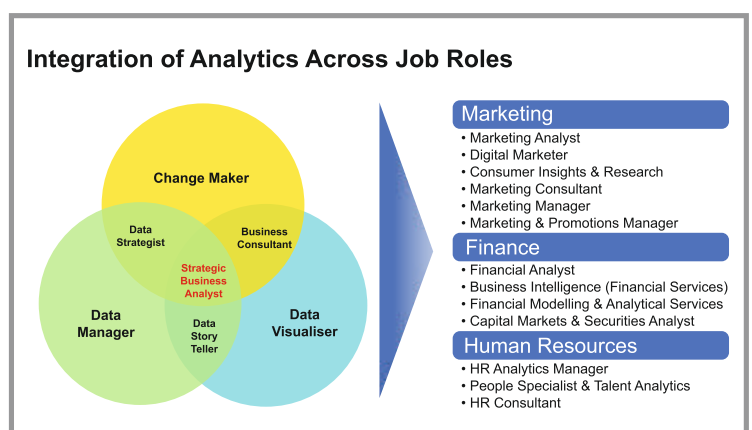 Integration of Analytics Across Job Roles
Change Maker
Data
Strategist
Business
Consultant
Strategic
Business
Analyst
Data
Manager
Data
Story
Teller
Data
Visualiser
Marketing
• Marketing Analyst
• Digital Marketer
• Consumer Insights & Research
• Marketing Consultant
• Marketing Manager
• Marketing & Promotions Manager
Finance
• Financial Analyst
• Business Intelligence (Financial Services)
• Financial Modelling & Analytical Services
• Capital Markets & Securities Analyst
Human Resources
• HR Analytics Manager
• People Specialist & Talent Analytics
• HR Consultant